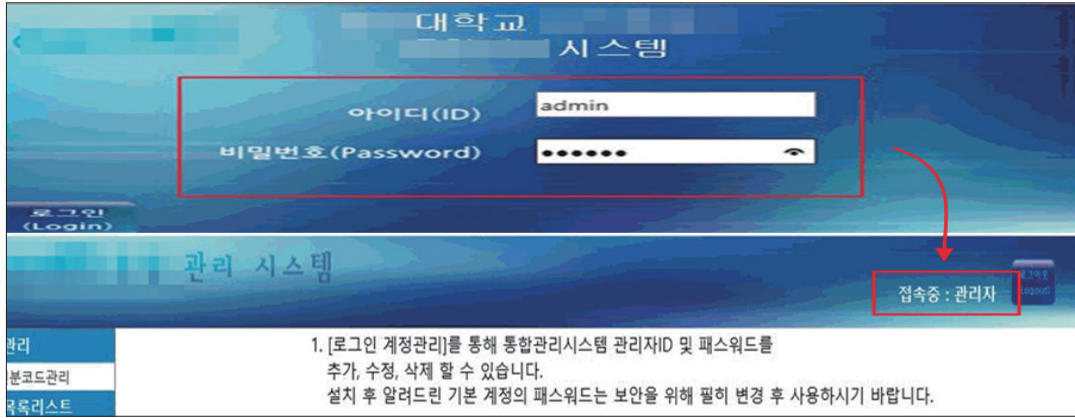 대학교
시스템
아이디(ID)
admin
비밀번호(Password)
로그인
(Login)
관리 시스템
접속중 : 관리자
로그아웃
(Logout)
관리
분코드관리
목록리스트
1. [로그인 계정관리]를 통해 통합관리시스템 관리자ID 및 패스워드를
추가, 수정, 삭제 할 수 있습니다.
설치 후 알려드린 기본 계정의 패스워드는 보안을 위해 필히 변경 후 사용하시기 바랍니다.